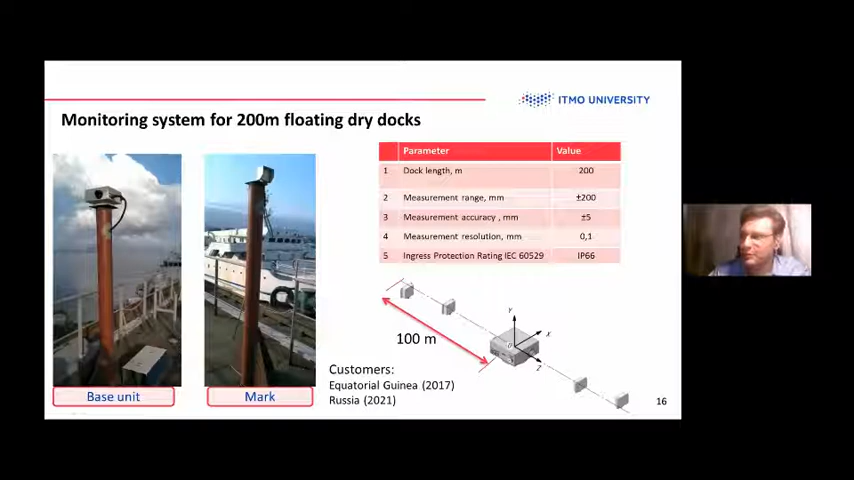 ITMO UNIVERSITY
Monitoring system for 200m floating dry docks
Parameter Value
1 Dock length, m 200
2 Measurement range, mm ±200
3 Measurement accuracy , mm ±5
4 Measurement resolution, mm 0,1
5 Ingress Protection Rating IEC 60529 IP66
Y
X
0
Z
100 m
Customers:
Equatorial Guinea (2017)
Russia (2021)
Base unit
Mark
16